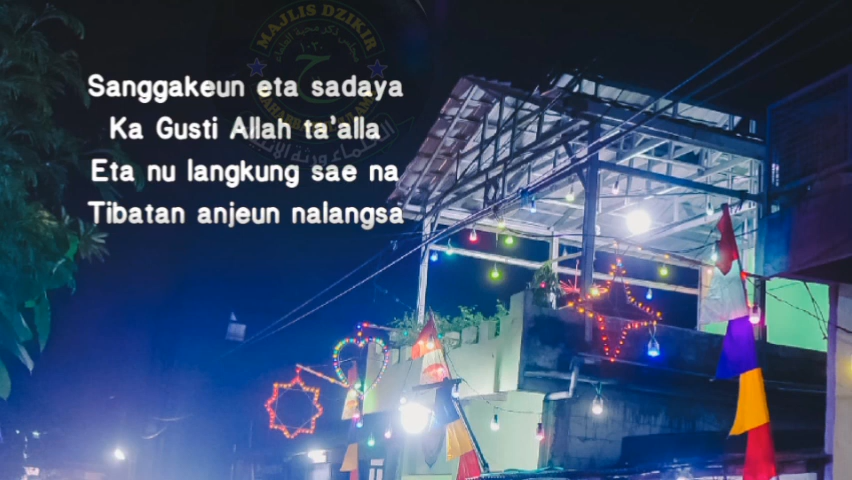 MAJLIS DZIKIR
Sanggakeun eta sadaya
Ka Gusti Allah ta'alla
Eta nu langkung sae na
Tibatan anjeun nalangsa